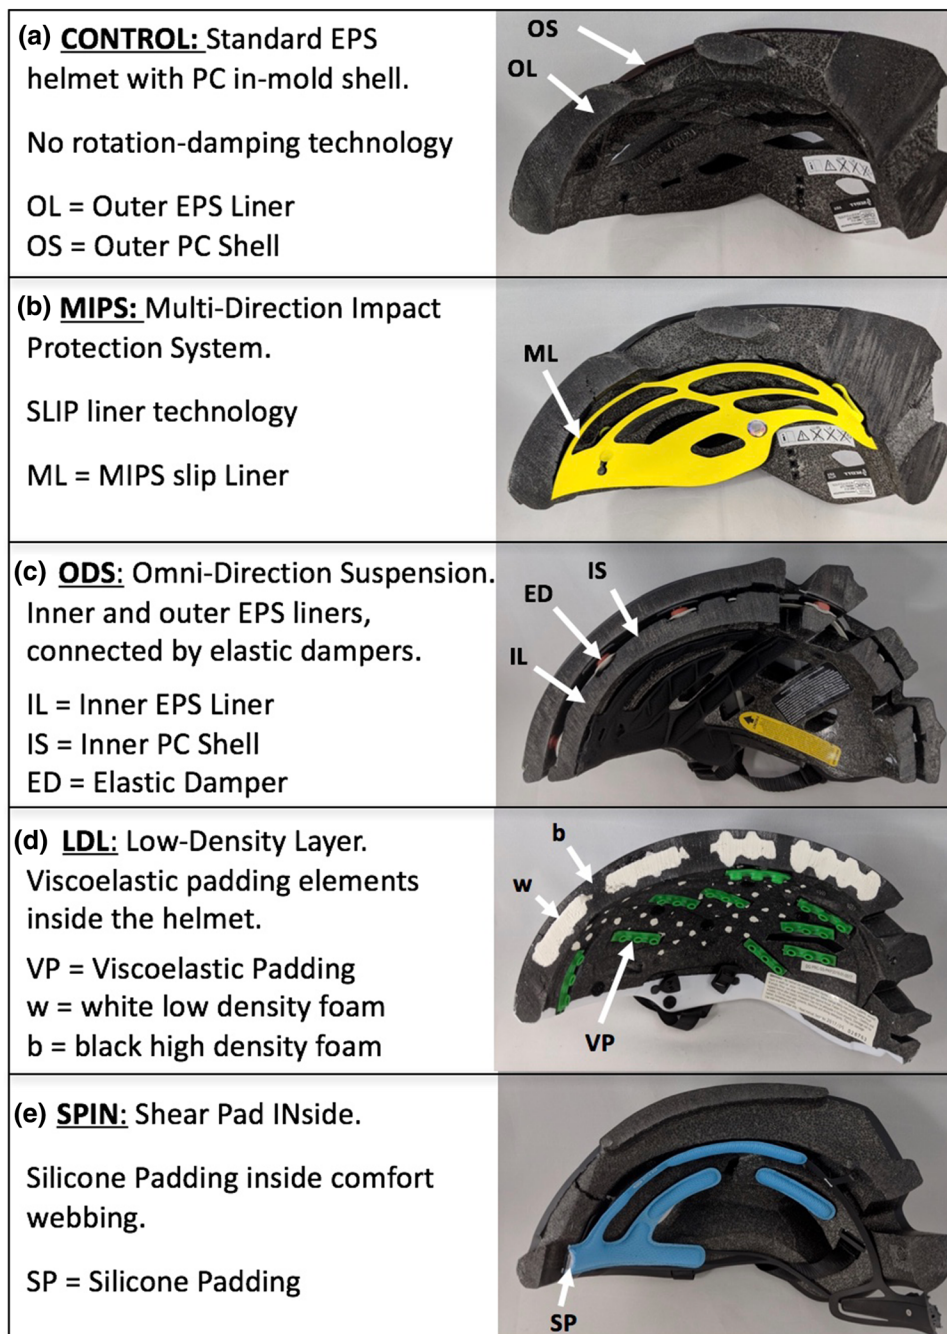 (a) CONTROL: Standard EPS
helmet with PC in-mold shell.
No rotation-damping technology
OL = Outer EPS Liner
OS = Outer PC Shell
OS
OL
(b) MIPS: Multi-Direction Impact
Protection System.
SLIP liner technology
ML = MIPS slip Liner
ML
(c) ODS: Omni-Direction Suspension.
Inner and outer EPS liners,
connected by elastic dampers.
IL = Inner EPS Liner
IS = Inner PC Shell
ED = Elastic Damper
IS
ED
IL
(d) LDL: Low-Density Layer.
Viscoelastic padding elements
inside the helmet.
VP = Viscoelastic Padding
w = white low density foam
b = black high density foam
b
w
VP
(e) SPIN: Shear Pad INside.
Silicone Padding inside comfort
webbing.
SP = Silicone Padding
SP